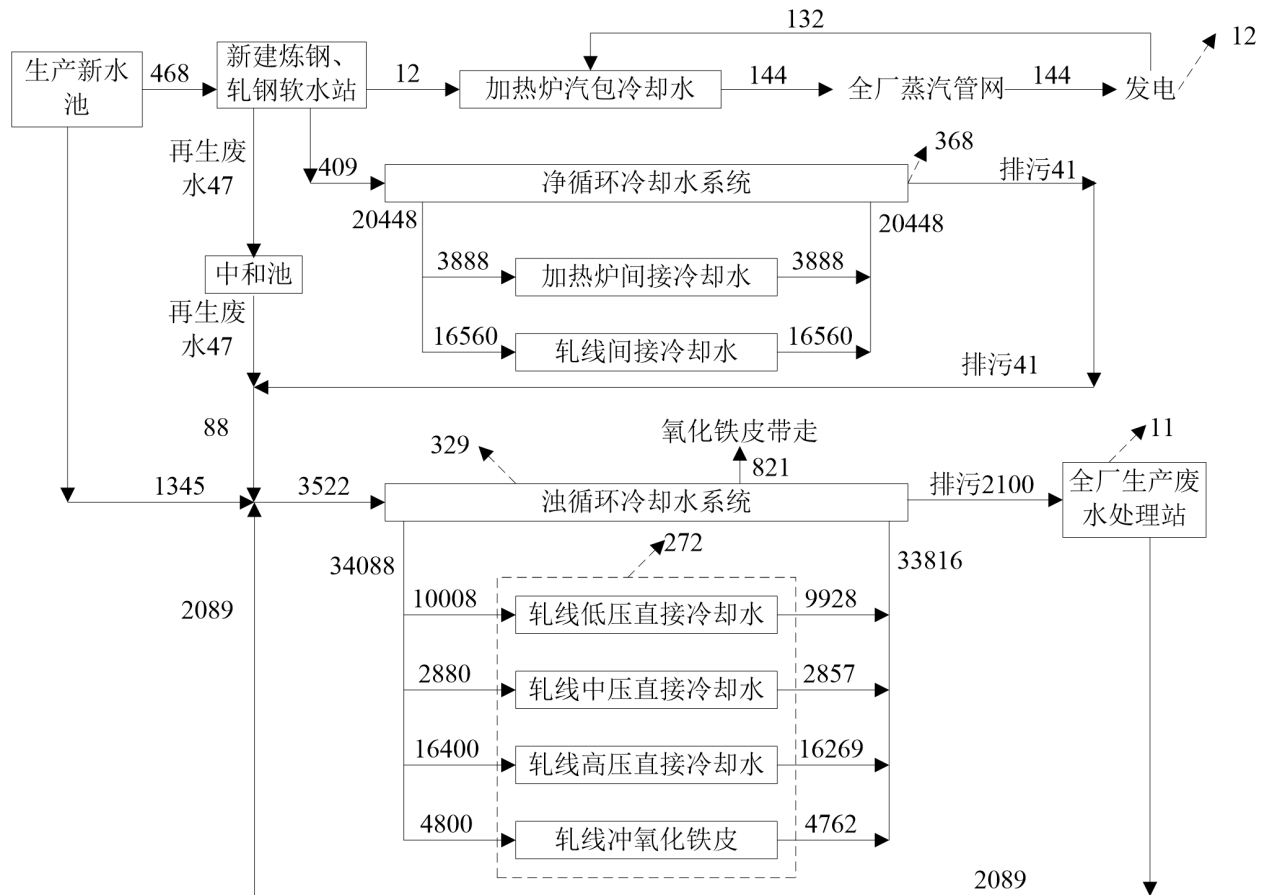 132
12
生产新水
池
468
新建炼钢、
轧钢软水站
12
加热炉汽包冷却水
144
全厂蒸汽管网
144
发电
再生废
水47
409
净循环冷却水系统
368
排污41
20448
20448
3888
加热炉间接冷却水
3888
中和池
再生废
水47
16560
轧线间接冷却水
16560
排污41
88
329
氧化铁皮带走
821
11
1345
3522
浊循环冷却水系统
排污2100
全厂生产废
水处理站
34088
272
33816
2089
10008
轧线低压直接冷却水
9928
2880
轧线中压直接冷却水
2857
16400
轧线高压直接冷却水
16269
4800
轧线冲氧化铁皮
4762
2089